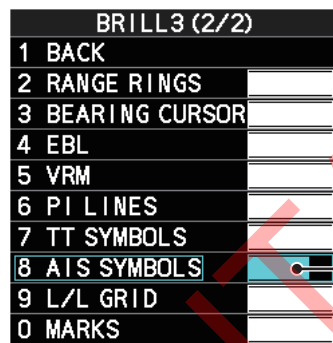 BRILL3 (2/2)
1 BACK
2 RANGE RINGS
3 BEARING CURSOR
4 EBL
5 VRM
6 PI LINES
7 TT SYMBOLS
8 AIS SYMBOLS
9 L/L GRID
0 MARKS